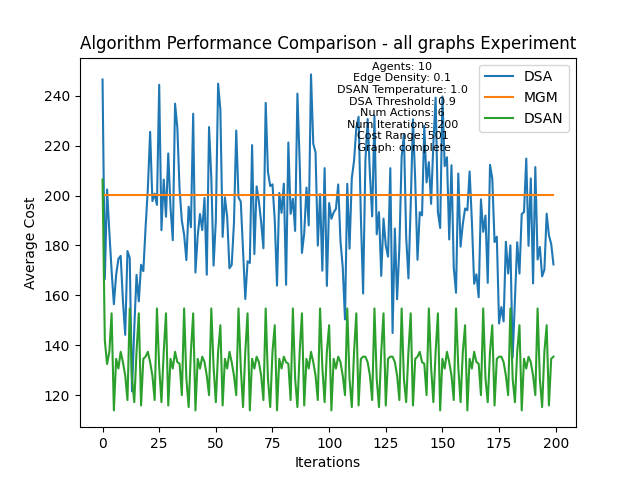 Algorithm Performance Comparison - all graphs Experiment
Agents: 10
Edge Density: 0.1
DSAN Temperature: 1.0
DSA Threshold: 0.9
Num Actions: 6
Num Iterations: 200
Cost Range: 501
Graph: complete
DSA
MGM
DSAN
Average Cost
240
220
200
180
160
140
120
0
25
50
75
100
125
150
175
200
Iterations